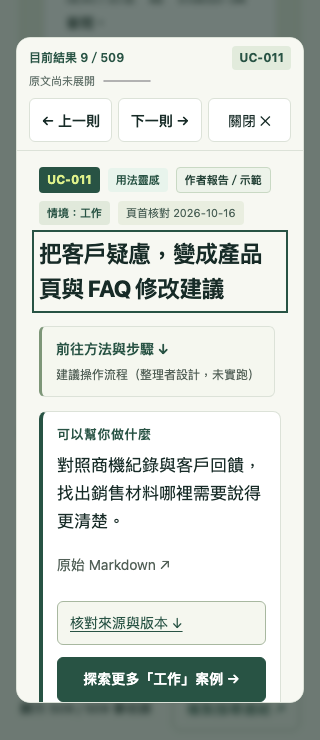 目前結果 9 / 509
UC-011
原文尚未展開
← 上一則
下一則 →
關閉 ×
UC-011
用法靈感
作者報告 / 示範
情境：工作
頁首核對 2026-10-16
把客戶疑慮，變成產品
頁與 FAQ 修改建議
前往方法與步驟 ↓
建議操作流程（整理者設計，未實跑）
可以幫你做什麼
對照商機紀錄與客戶回饋，
找出銷售材料哪裡需要說得
更清楚。
原始 Markdown ↗
核對來源與版本 ↓
探索更多「工作」案例 →